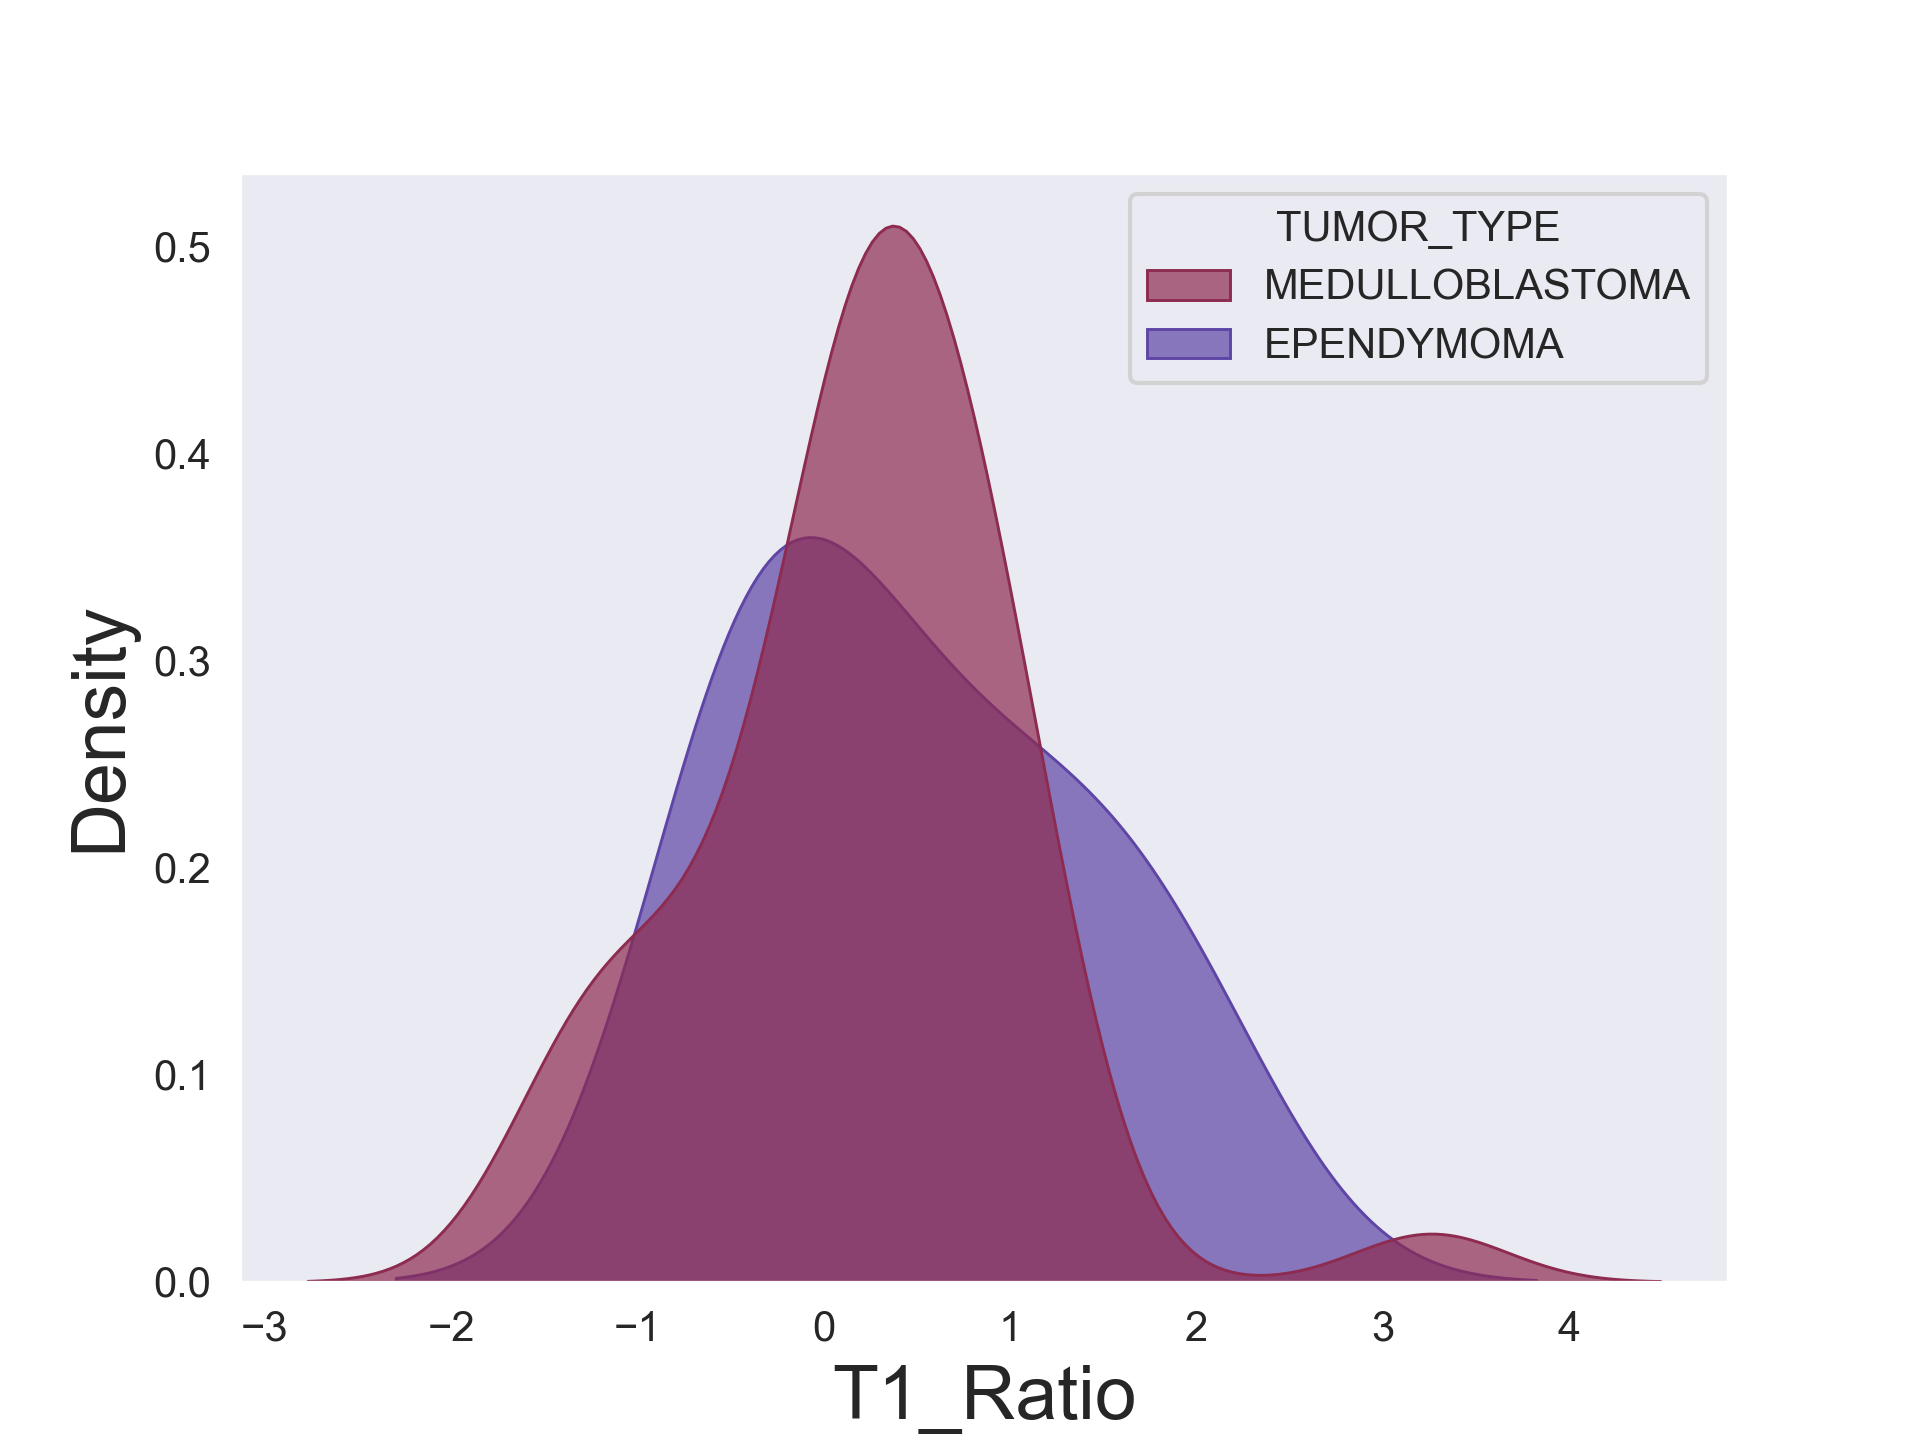 TUMOR_TYPE
MEDULLOBLASTOMA
EPENDYMOMA
0.5
0.4
0.3
0.2
0.1
0.0
Density
−3 −2 −1 0 1 2 3 4
T1_Ratio